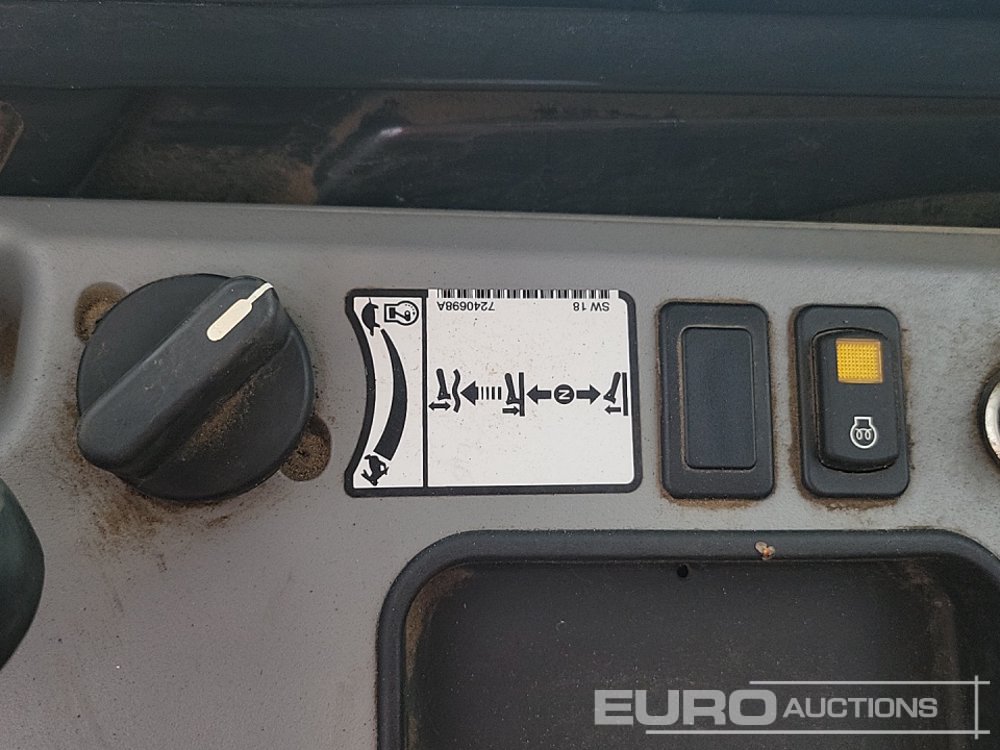 7240698A
SW 18
N
EURO AUCTIONS